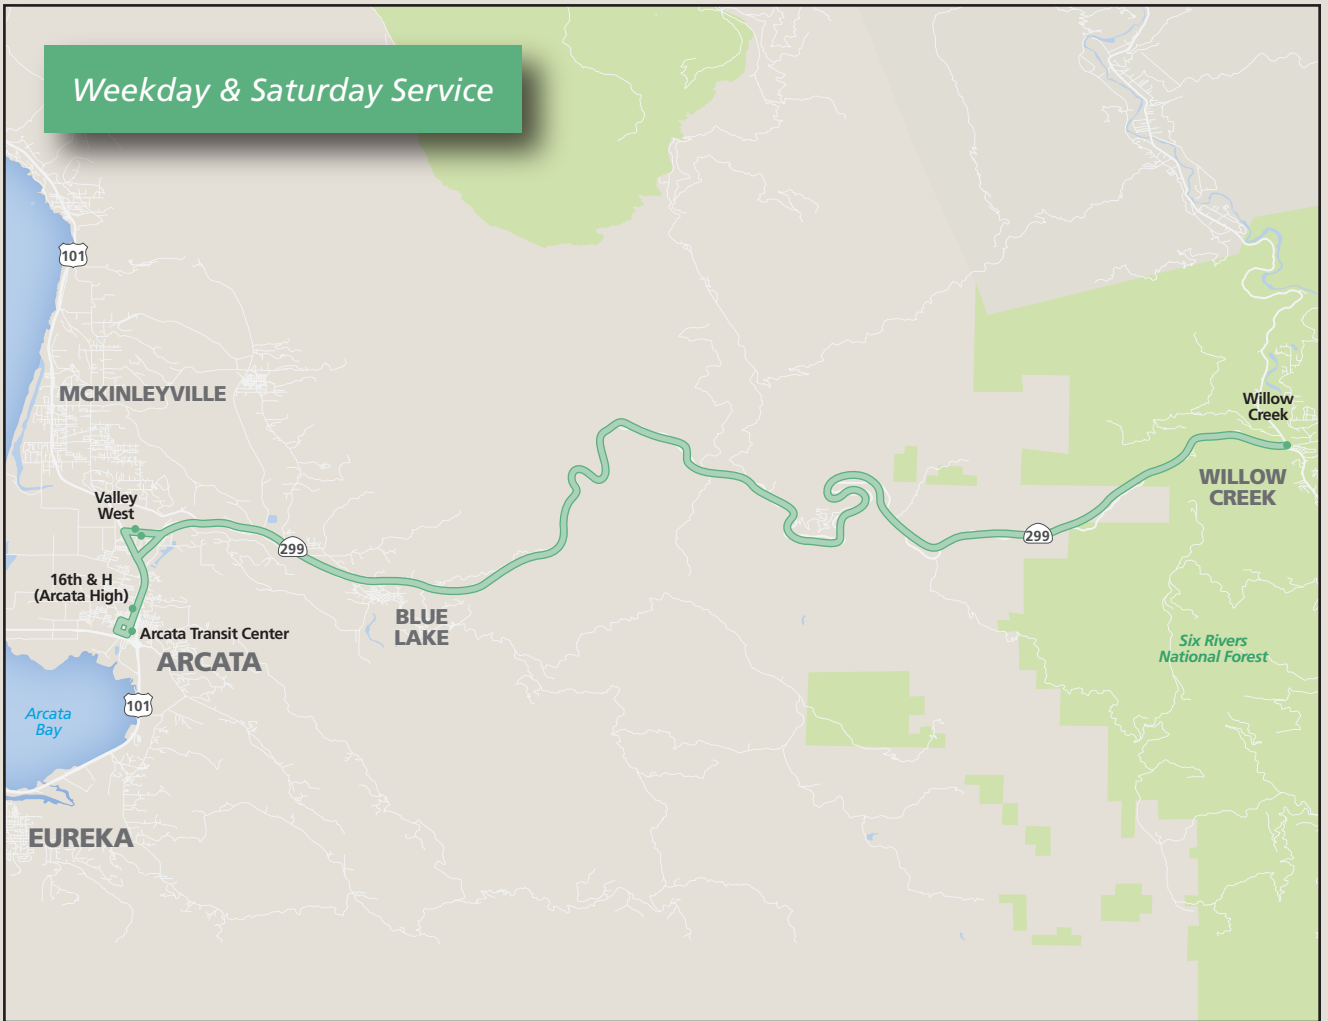 Weekday & Saturday Service
101
MCKINLEYVILLE
Willow
Creek
WILLOW
CREEK
Valley
West
299
299
16th & H
(Arcata High)
BLUE
LAKE
Arcata Transit Center
ARCATA
Six Rivers
National Forest
101
Arcata
Bay
EUREKA